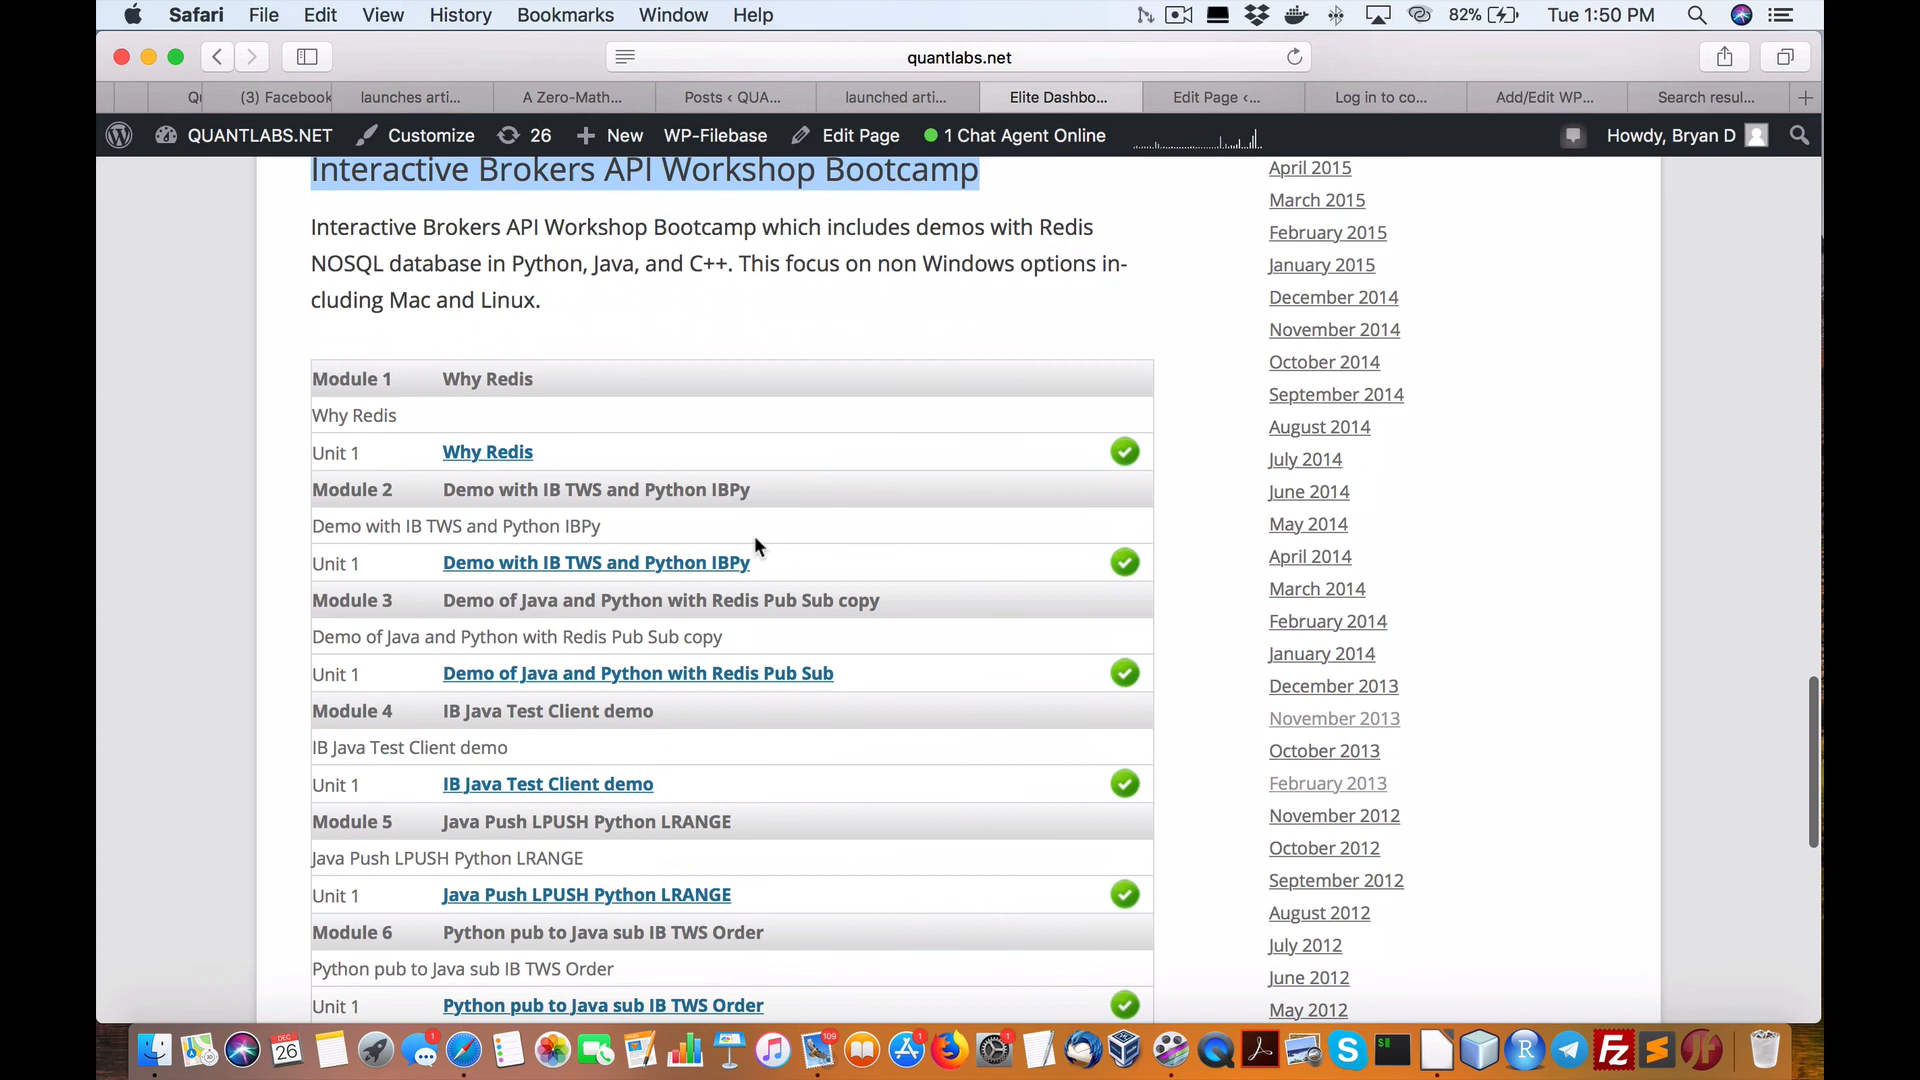 Safari File Edit View History Bookmarks Window Help 82% Tue 1:50 PM
quantlabs.net
(3) Facebook launches arti... A Zero-Math... Posts ‹ QUA... launched arti... Elite Dashbo... Edit Page ‹... Log in to co... Add/Edit WP... Search resul...
QUANTLABS.NET Customize 26 New WP-Filebase Edit Page 1 Chat Agent Online Howdy, Bryan D
Interactive Brokers API Workshop Bootcamp
Interactive Brokers API Workshop Bootcamp which includes demos with Redis
NOSQL database in Python, Java, and C++. This focus on non Windows options in-
cluding Mac and Linux.
Module 1 Why Redis
Why Redis
Unit 1 Why Redis
Module 2 Demo with IB TWS and Python IBPy
Demo with IB TWS and Python IBPy
Unit 1 Demo with IB TWS and Python IBPy
Module 3 Demo of Java and Python with Redis Pub Sub copy
Demo of Java and Python with Redis Pub Sub copy
Unit 1 Demo of Java and Python with Redis Pub Sub
Module 4 IB Java Test Client demo
IB Java Test Client demo
Unit 1 IB Java Test Client demo
Module 5 Java Push LPUSH Python LRANGE
Java Push LPUSH Python LRANGE
Unit 1 Java Push LPUSH Python LRANGE
Module 6 Python pub to Java sub IB TWS Order
Python pub to Java sub IB TWS Order
Unit 1 Python pub to Java sub IB TWS Order
April 2015
March 2015
February 2015
January 2015
December 2014
November 2014
October 2014
September 2014
August 2014
July 2014
June 2014
May 2014
April 2014
March 2014
February 2014
January 2014
December 2013
November 2013
October 2013
February 2013
November 2012
October 2012
September 2012
August 2012
July 2012
June 2012
May 2012
DEC 26 1 109 1 R Fz